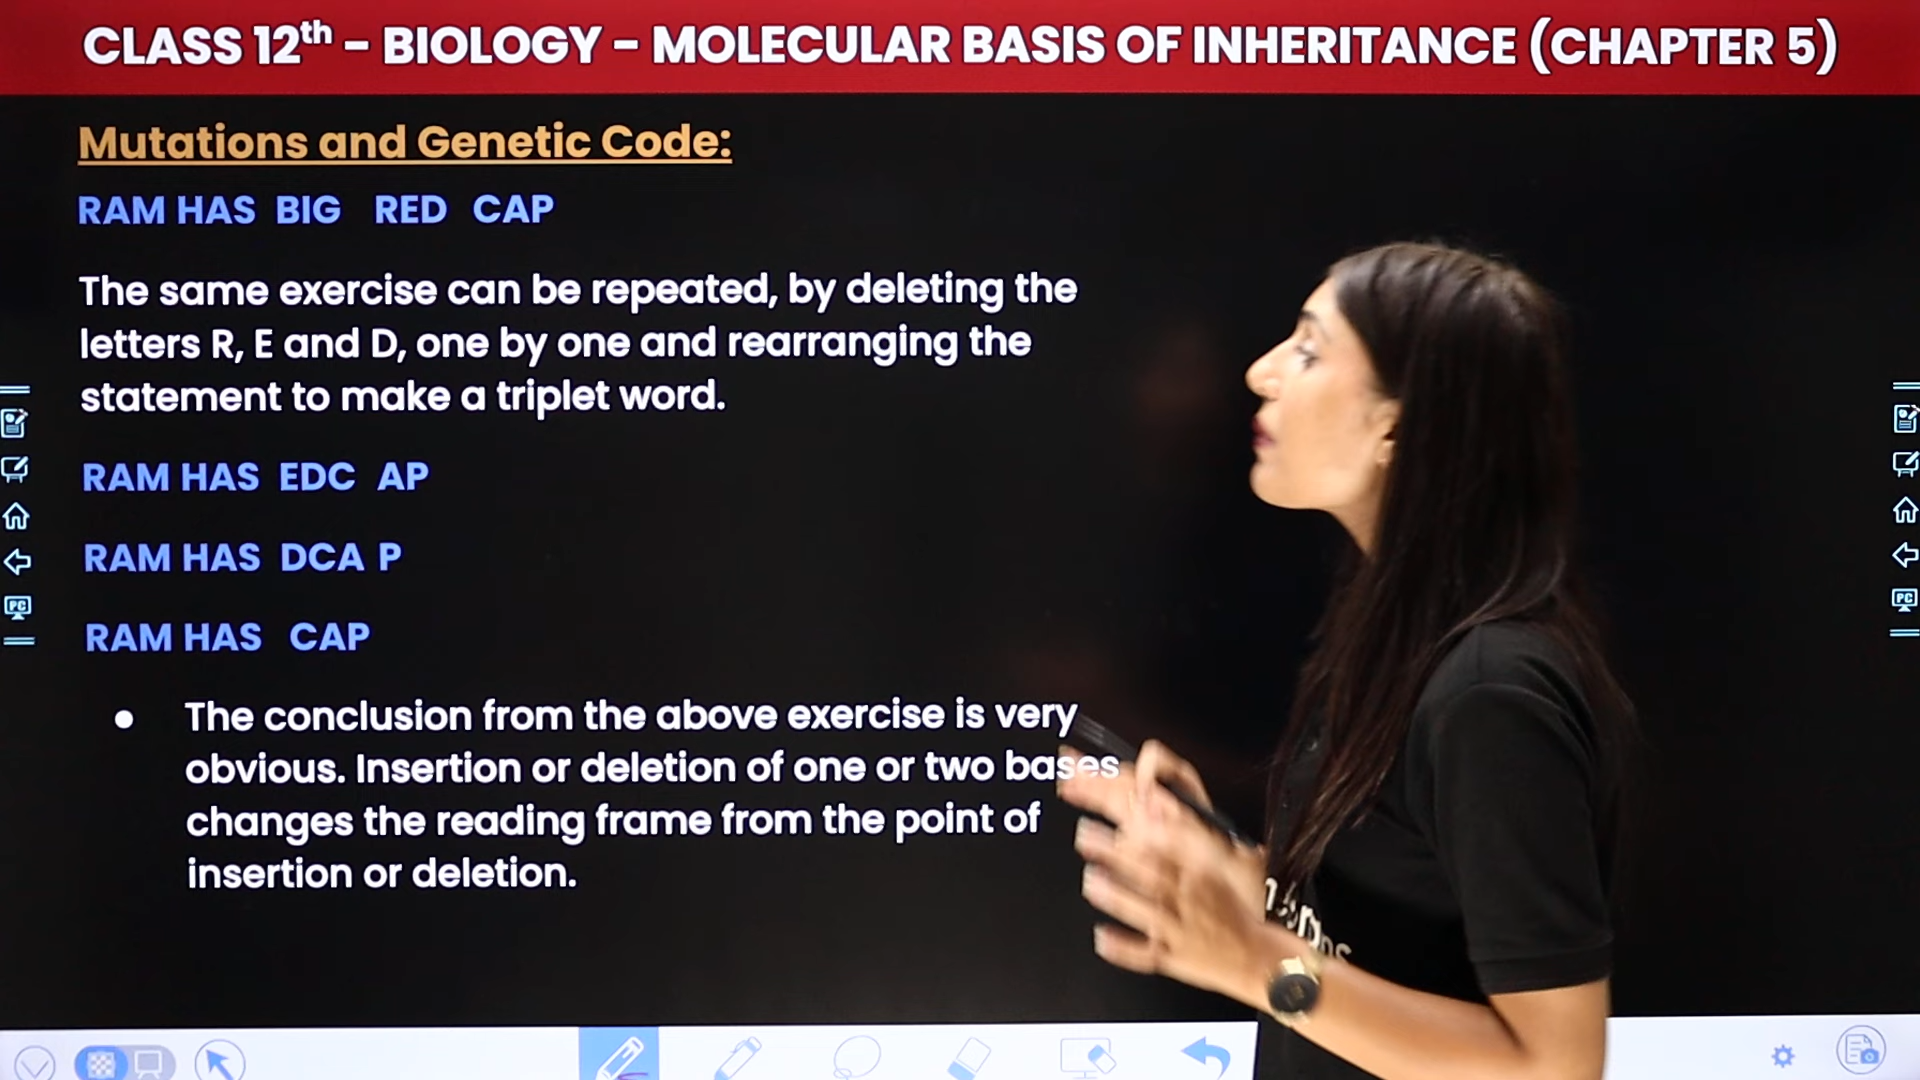 CLASS 12th - BIOLOGY - MOLECULAR BASIS OF INHERITANCE (CHAPTER 5)
Mutations and Genetic Code:
RAM HAS BIG RED CAP
The same exercise can be repeated, by deleting the
letters R, E and D, one by one and rearranging the
statement to make a triplet word.
RAM HAS EDC AP
RAM HAS DCA P
RAM HAS CAP
● The conclusion from the above exercise is very
obvious. Insertion or deletion of one or two bases
changes the reading frame from the point of
insertion or deletion.
PC
PC